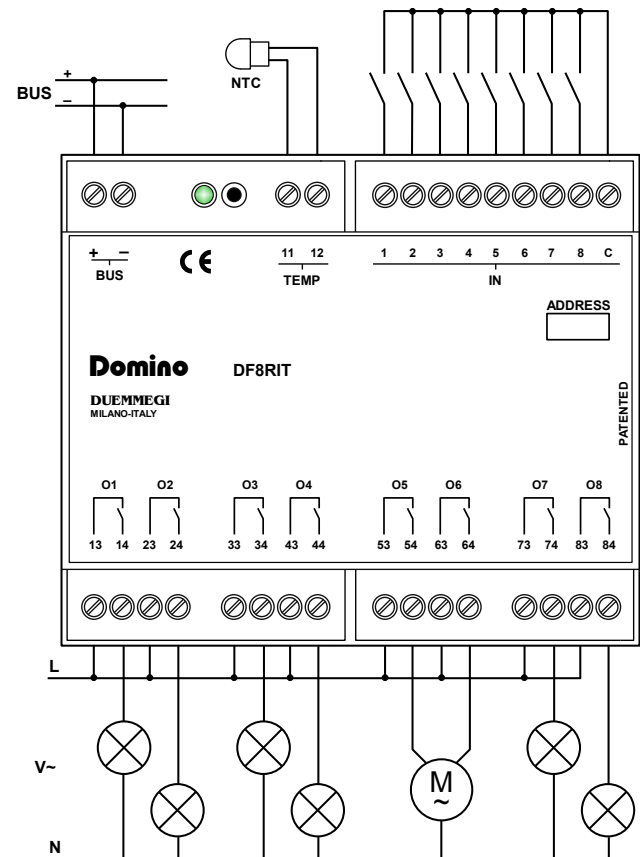 +
BUS
–
NTC
+ –
BUS
CE
11 12
TEMP
1 2 3 4 5 6 7 8 C
IN
ADDRESS
Domino
DF8RIT
DUEMMEGI
MILANO-ITALY
PATENTED
O1 O2 O3 O4 O5 O6 O7 O8
13 14 23 24 33 34 43 44 53 54 63 64 73 74 83 84
L
V~
M
~
N